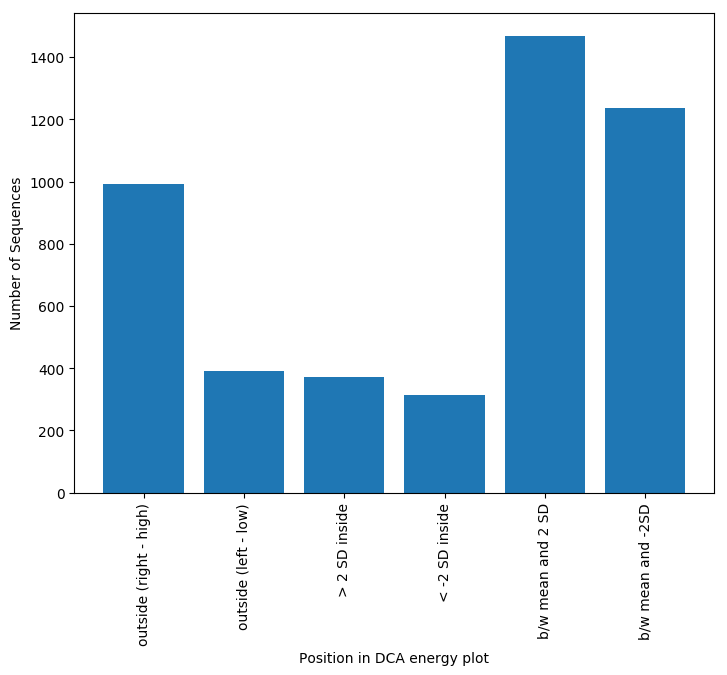 1400
1200
1000
800
600
400
200
0
Number of Sequences
outside (right - high)
outside (left - low)
> 2 SD inside
< -2 SD inside
b/w mean and 2 SD
b/w mean and -2SD
Position in DCA energy plot